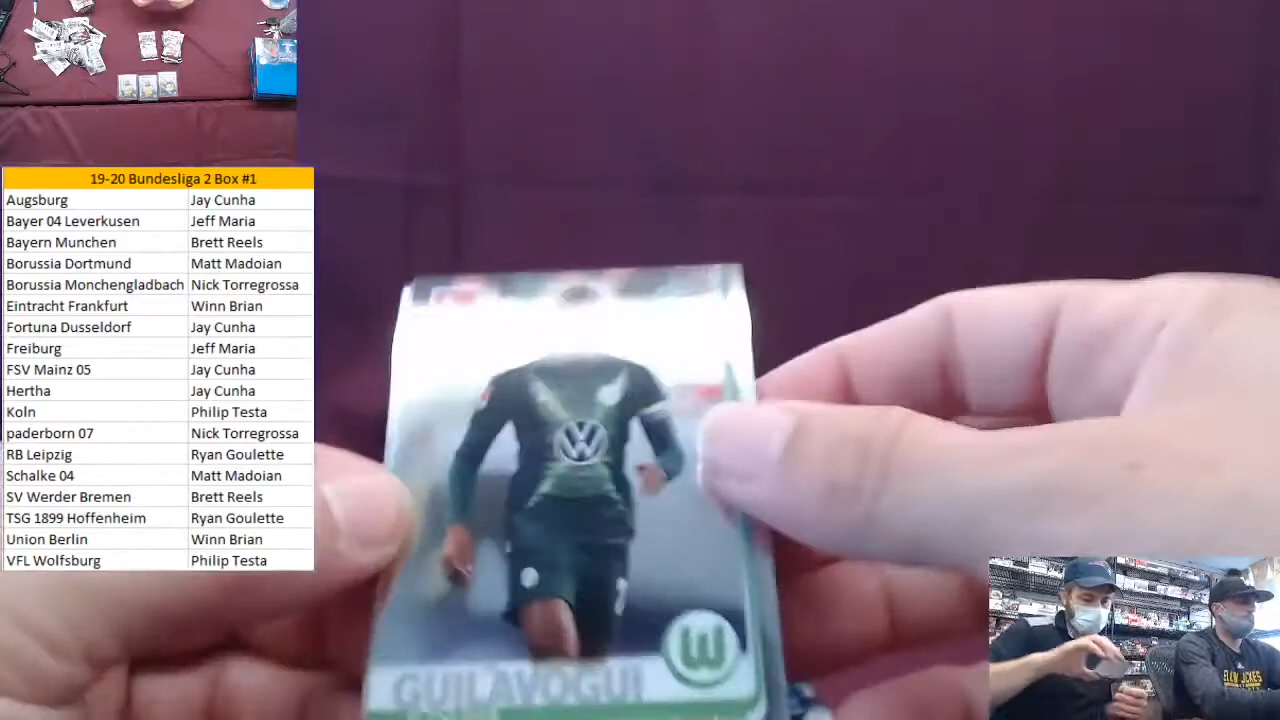 19-20 Bundesliga 2 Box #1
Augsburg Jay Cunha
Bayer 04 Leverkusen Jeff Maria
Bayern Munchen Brett Reels
Borussia Dortmund Matt Madoian
Borussia Monchengladbach Nick Torregrossa
Eintracht Frankfurt Winn Brian
Fortuna Dusseldorf Jay Cunha
Freiburg Jeff Maria
FSV Mainz 05 Jay Cunha
Hertha Jay Cunha
Koln Philip Testa
paderborn 07 Nick Torregrossa
RB Leipzig Ryan Goulette
Schalke 04 Matt Madoian
SV Werder Bremen Brett Reels
TSG 1899 Hoffenheim Ryan Goulette
Union Berlin Winn Brian
VFL Wolfsburg Philip Testa
GUILAVOGUI
W